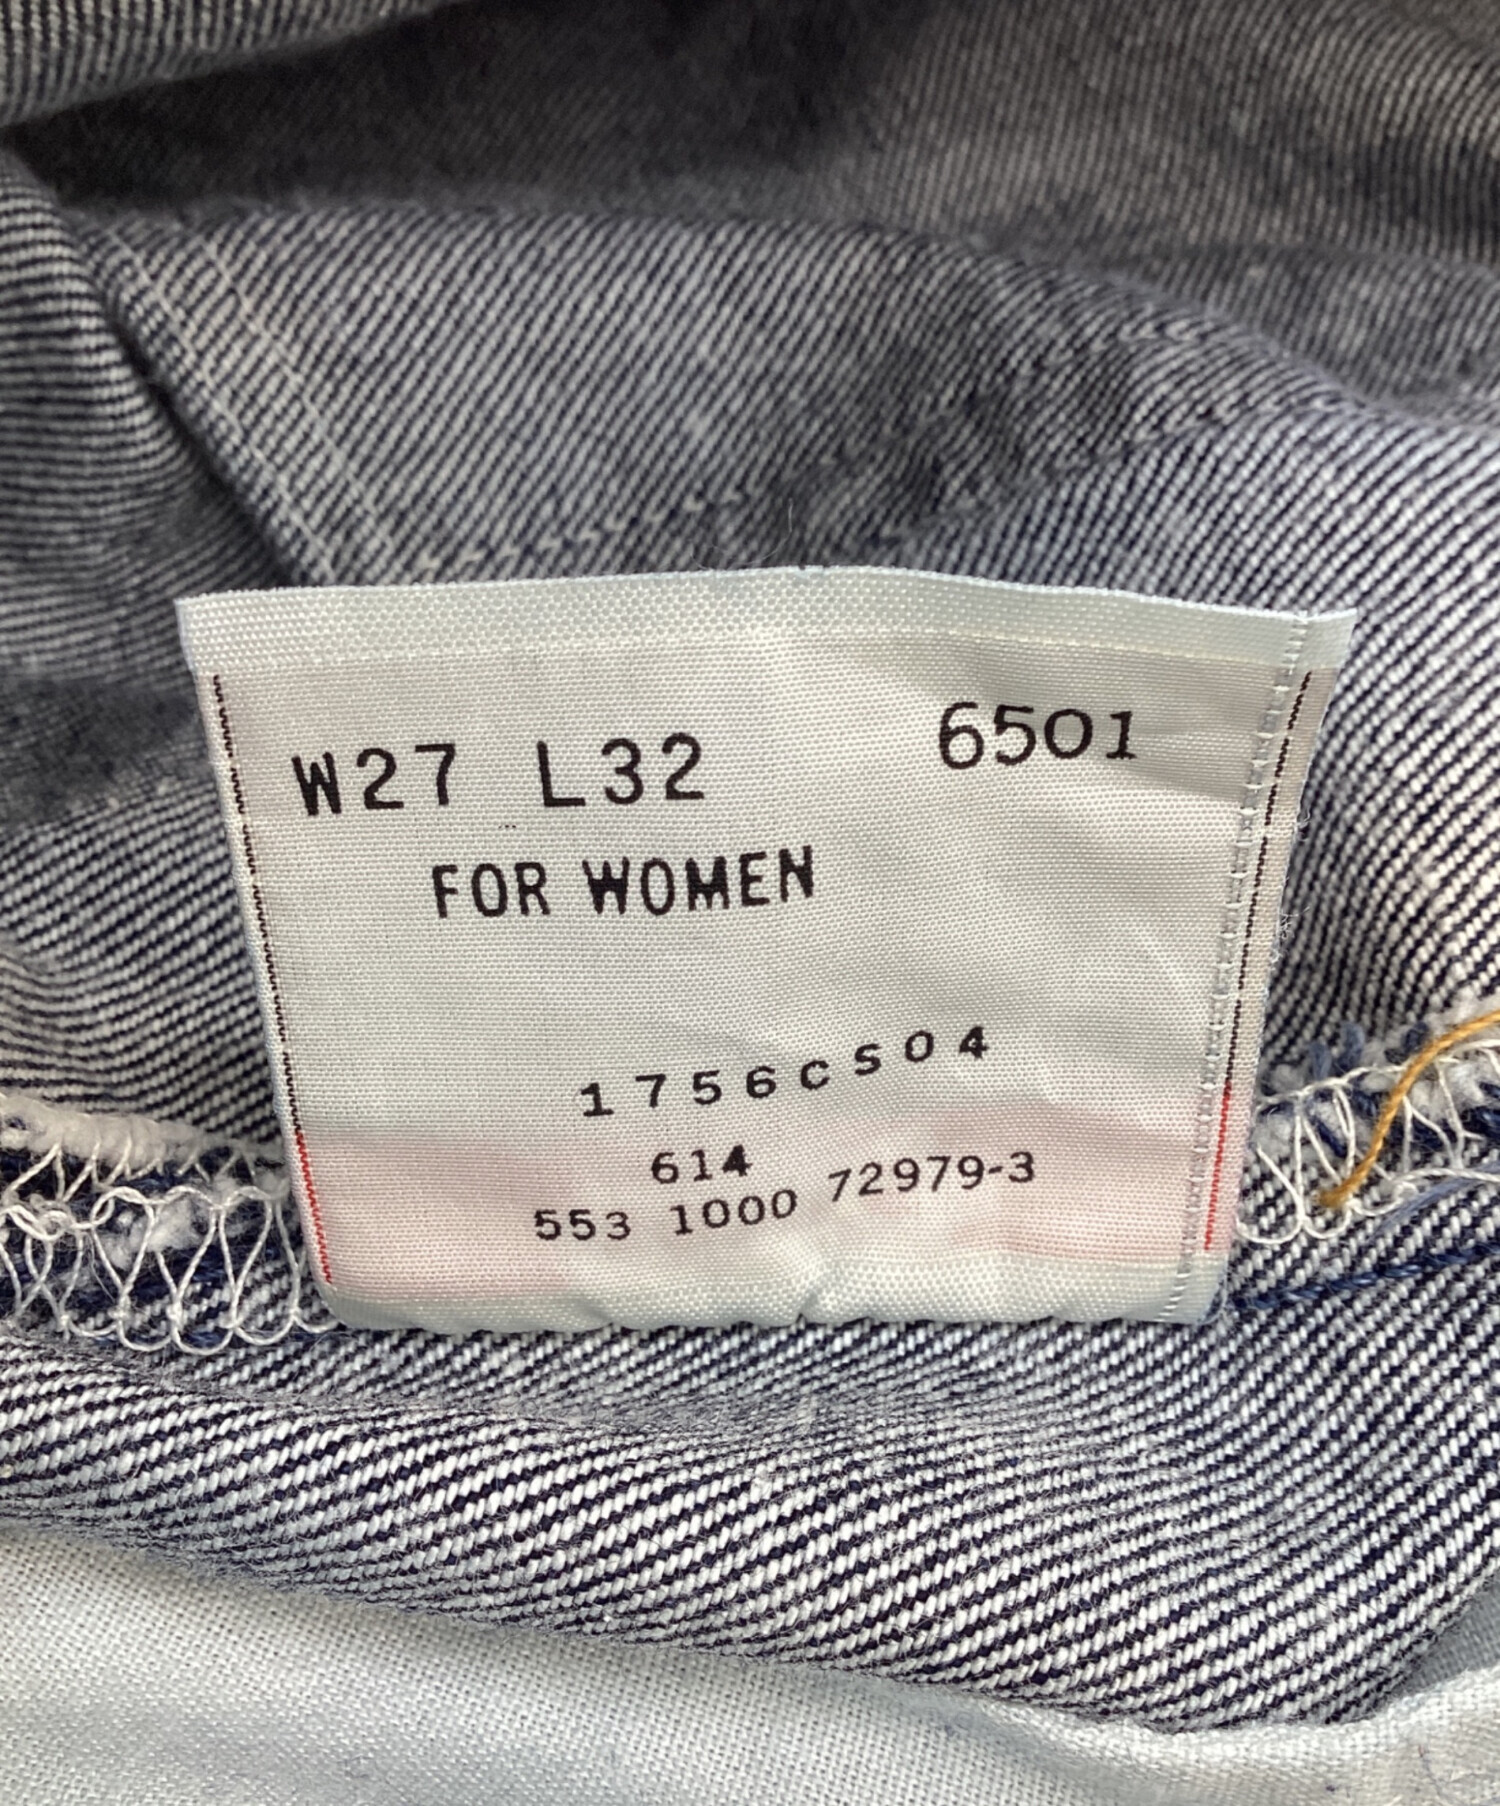 W27 L32 6501
FOR WOMEN
1756CS04
614
553 1000 72979-3